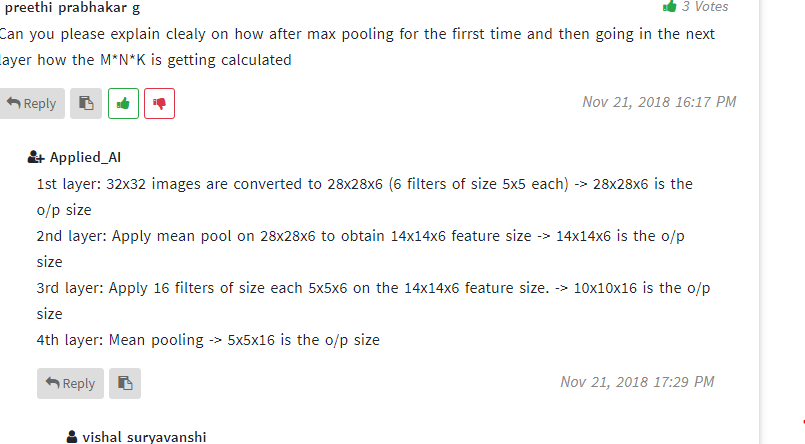 preethi prabhakar g
3 Votes
Can you please explain clealy on how after max pooling for the firrst time and then going in the next
layer how the M*N*K is getting calculated
Reply
Nov 21, 2018 16:17 PM
Applied_AI
1st layer: 32x32 images are converted to 28x28x6 (6 filters of size 5x5 each) -> 28x28x6 is the
o/p size
2nd layer: Apply mean pool on 28x28x6 to obtain 14x14x6 feature size -> 14x14x6 is the o/p
size
3rd layer: Apply 16 filters of size each 5x5x6 on the 14x14x6 feature size. -> 10x10x16 is the o/p
size
4th layer: Mean pooling -> 5x5x16 is the o/p size
Reply
Nov 21, 2018 17:29 PM
vishal suryavanshi